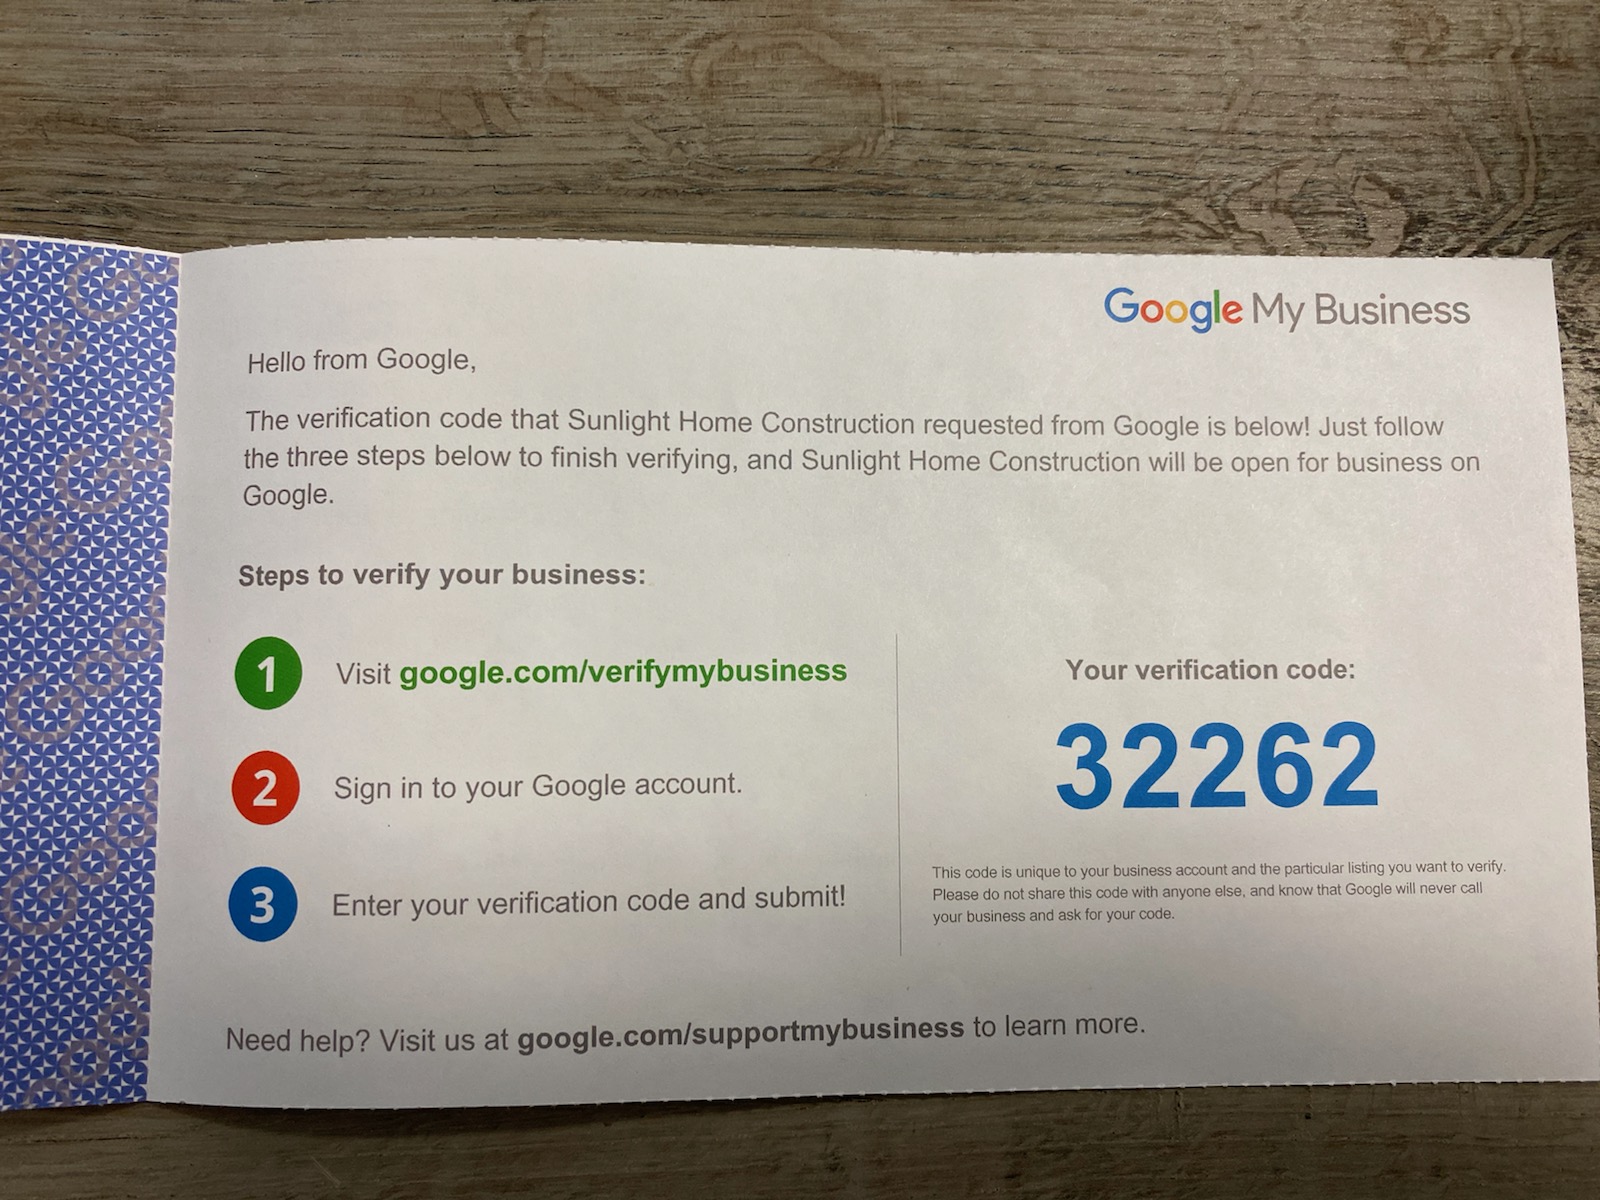 Google My Business
Hello from Google,
The verification code that Sunlight Home Construction requested from Google is below! Just follow
the three steps below to finish verifying, and Sunlight Home Construction will be open for business on
Google.
Steps to verify your business:
1 Visit google.com/verifymybusiness
2 Sign in to your Google account.
3 Enter your verification code and submit!
Your verification code:
32262
This code is unique to your business account and the particular listing you want to verify.
Please do not share this code with anyone else, and know that Google will never call
your business and ask for your code.
Need help? Visit us at google.com/supportmybusiness to learn more.